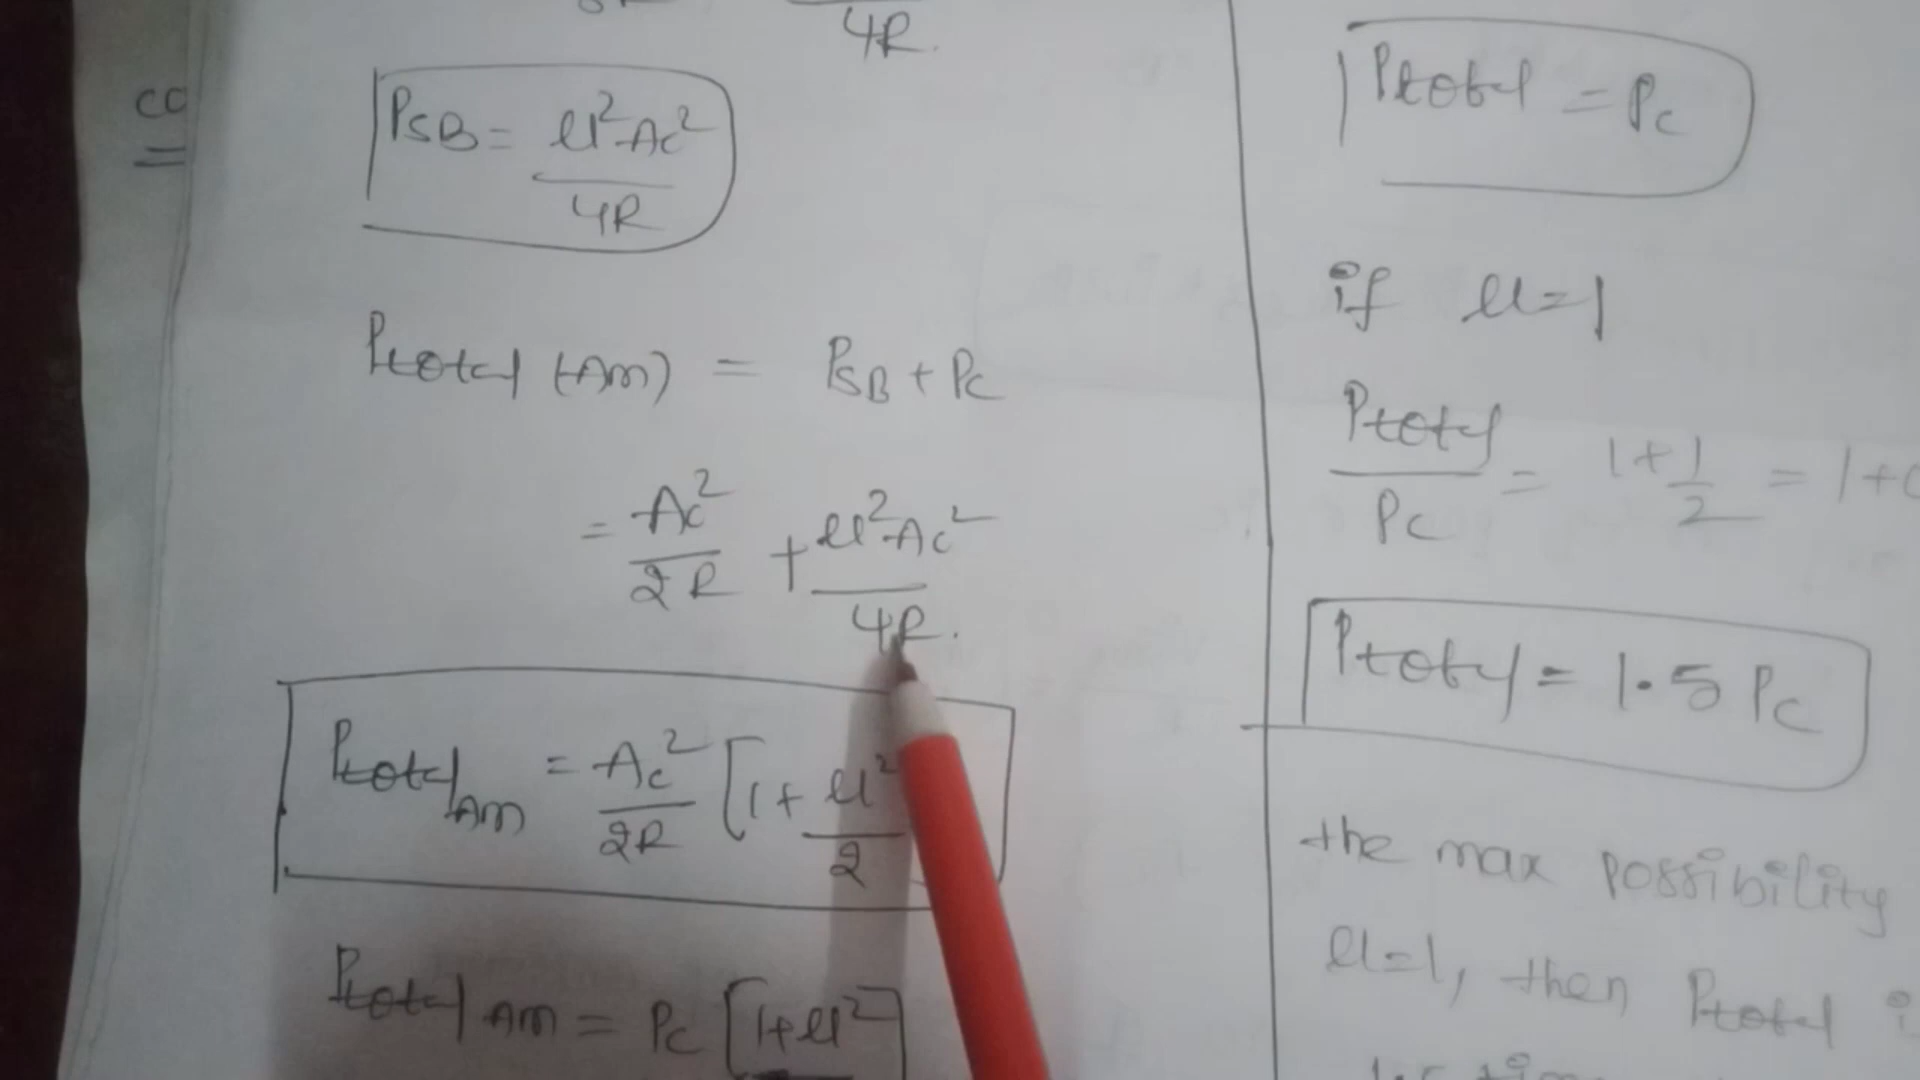 4R.
CC
PSB = μ²Ac²
4R
Ptotal (AM) = PSB + Pc
= Ac² + μ²Ac²
2R 4R.
Ptotal AM = Ac² [1 + μ²
2R 2
Ptotal AM = Pc [1+μ²]
Ptotal = Pc
if μ=1
Ptotal = 1+1 = 1+
Pc 2
Ptotal = 1.5 Pc
the max possibility
μ=1, then Ptotal i